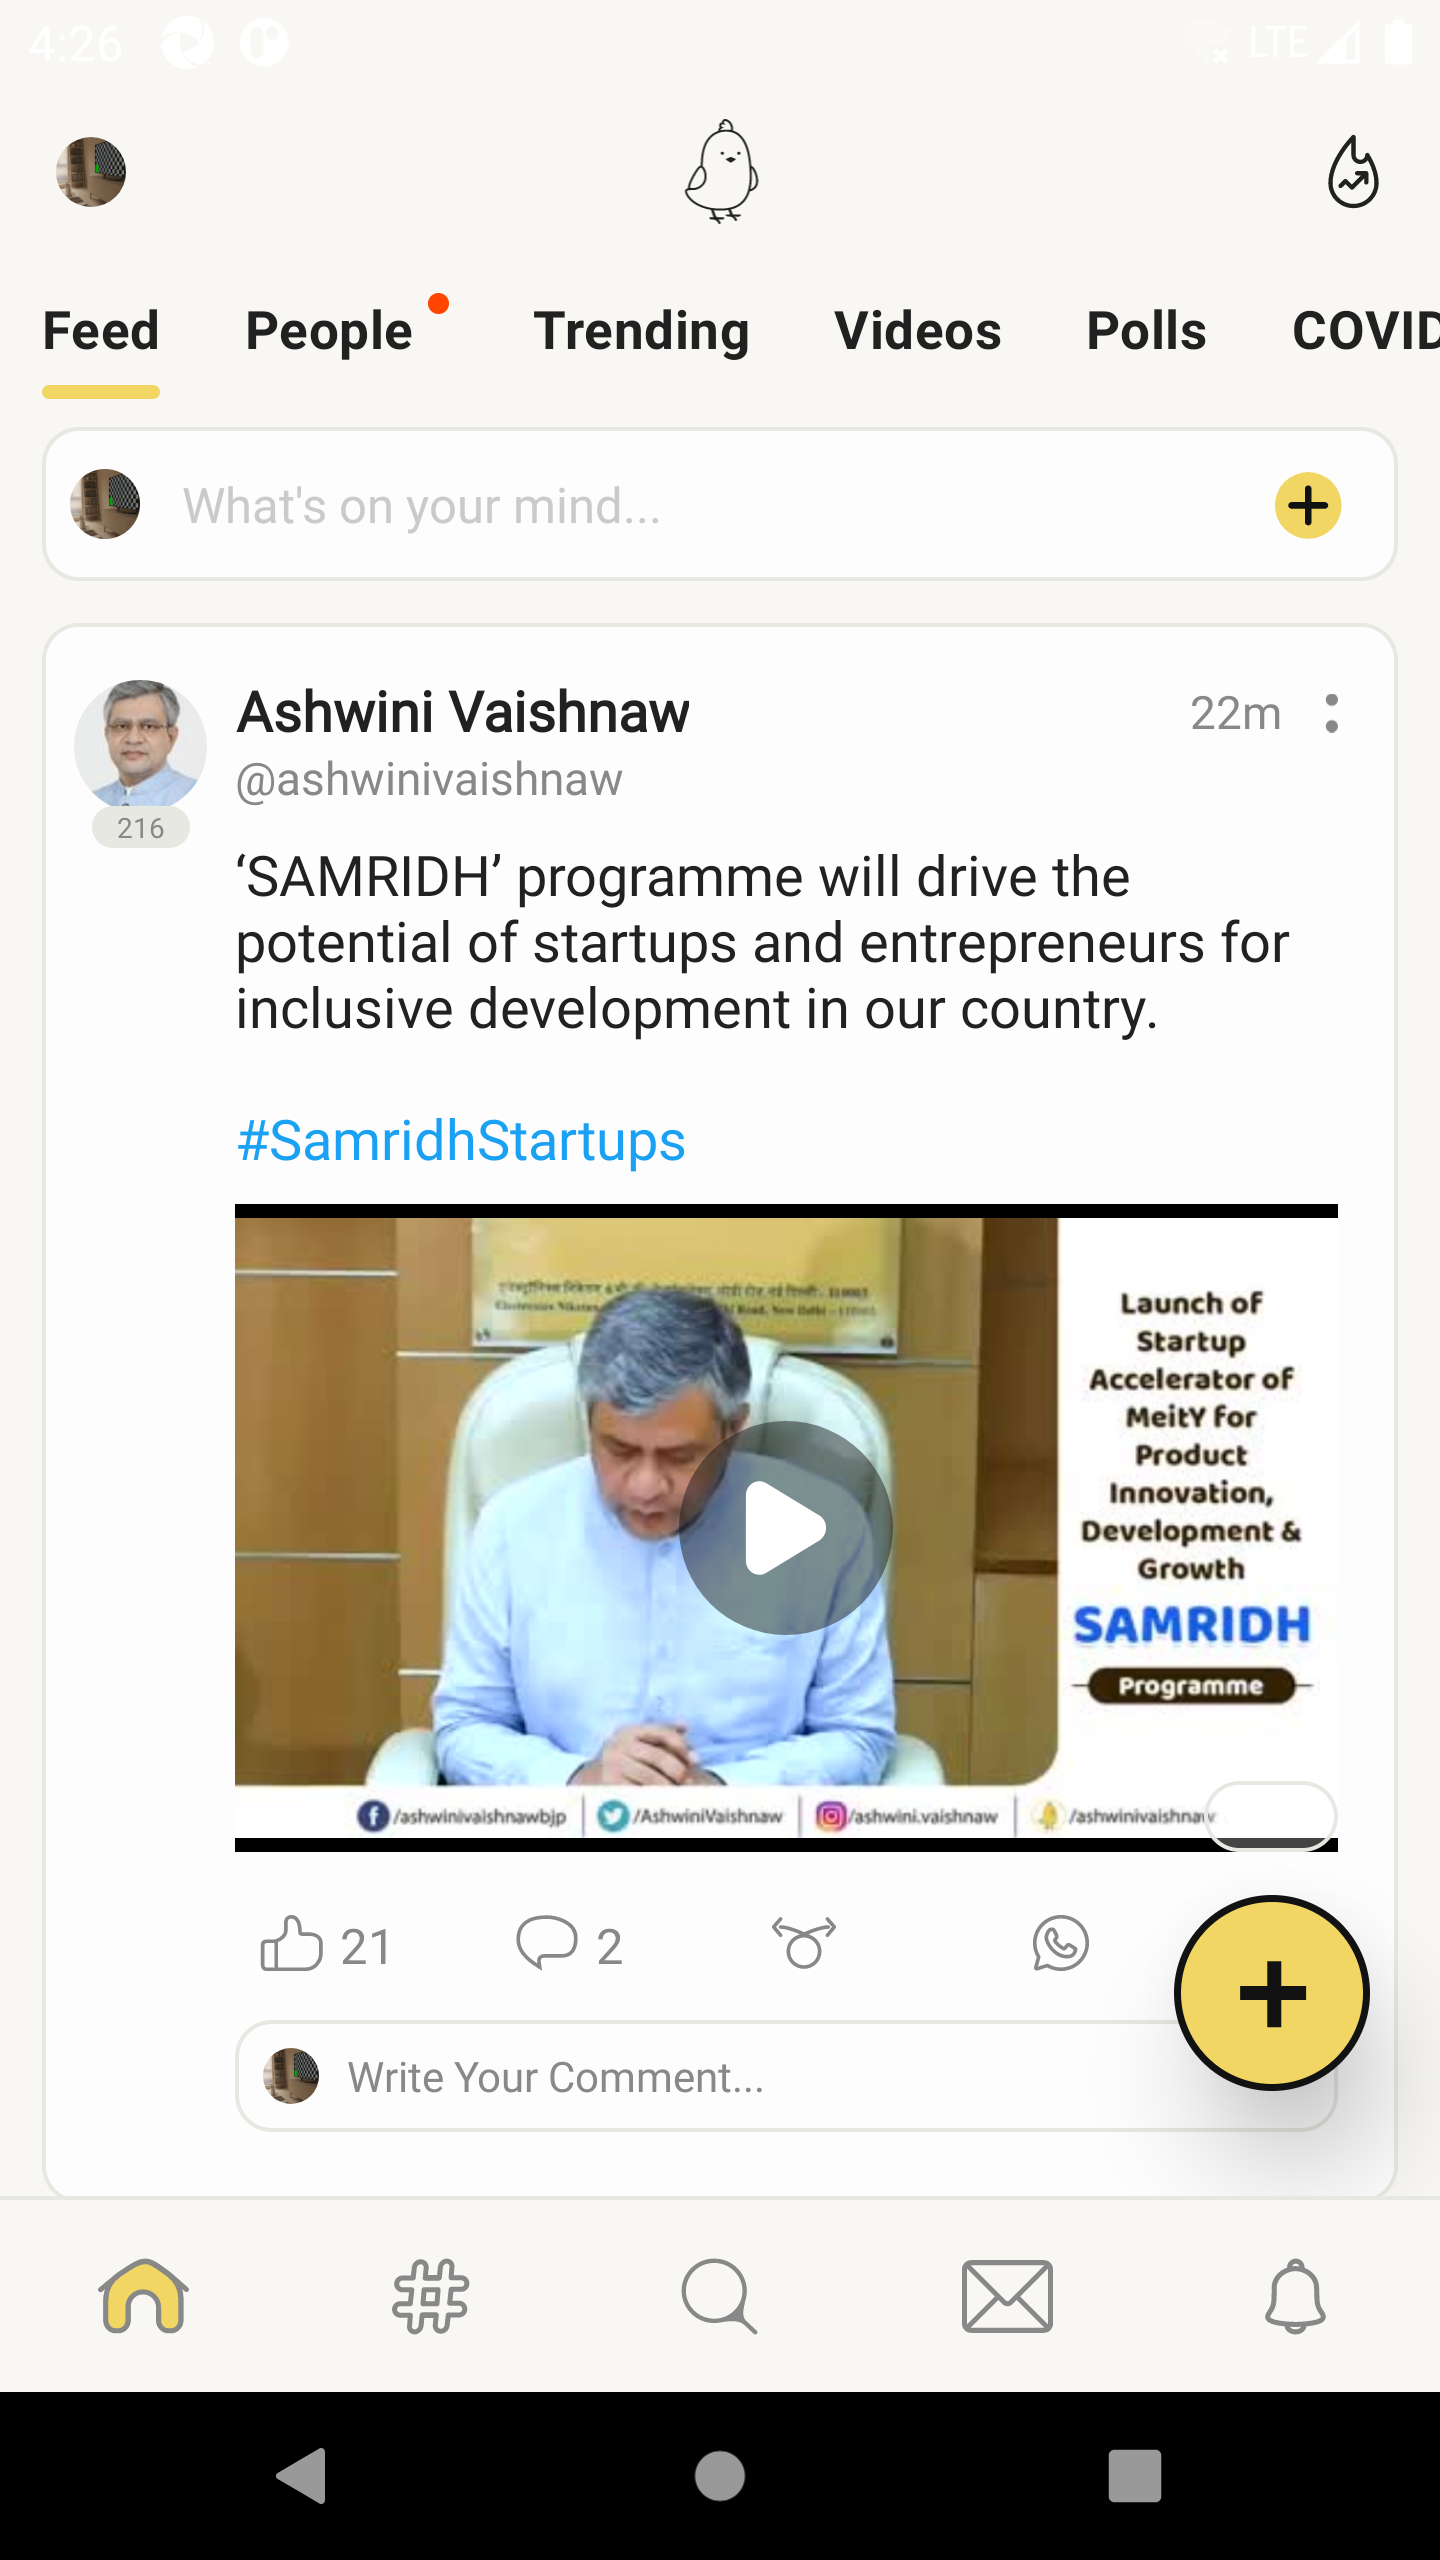 4:26
LTE
Feed People Trending Videos Polls COVID
What's on your mind...
Ashwini Vaishnaw
22m
@ashwinivaishnaw
216
‘SAMRIDH’ programme will drive the
potential of startups and entrepreneurs for
inclusive development in our country.
#SamridhStartups
Launch of
Startup
Accelerator of
MeitY for
Product
Innovation,
Development &
Growth
SAMRIDH
Programme
/ashwinivaishnawbjp
/AshwiniVaishnaw
/ashwini.vaishnaw
/ashwinivaishnaw
21
2
Write Your Comment...